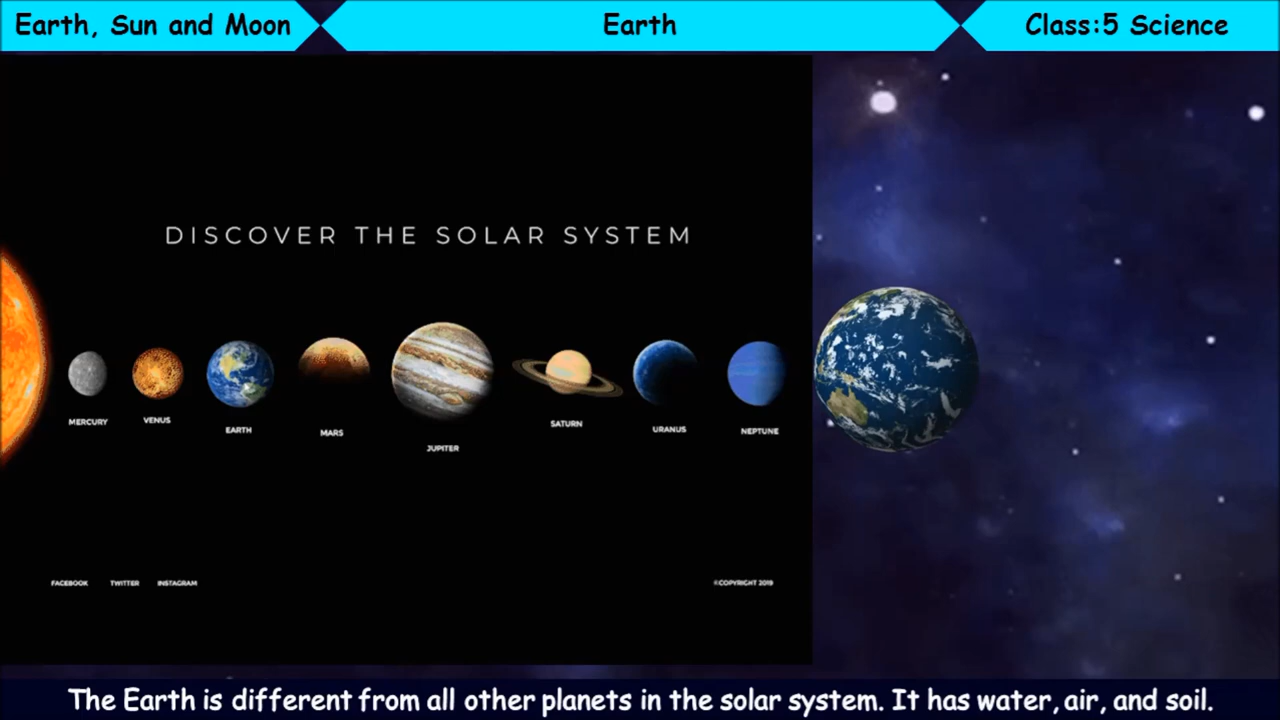 Earth, Sun and Moon
Earth
Class:5 Science
DISCOVER THE SOLAR SYSTEM
MERCURY
VENUS
EARTH
MARS
JUPITER
SATURN
URANUS
NEPTUNE
FACEBOOK TWITTER INSTAGRAM
©COPYRIGHT 2019
The Earth is different from all other planets in the solar system. It has water, air, and soil.